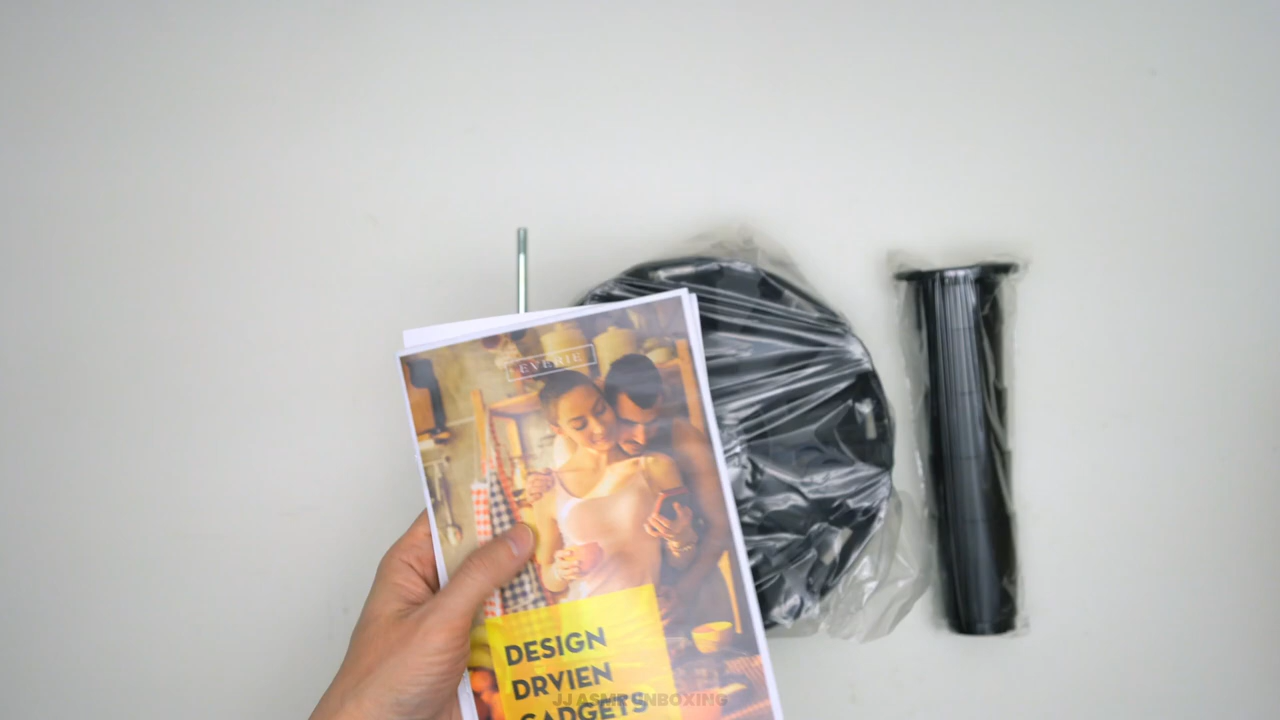 EVERIE
DESIGN
DRVIEN
GADGETS
JJ ASMR UNBOXING